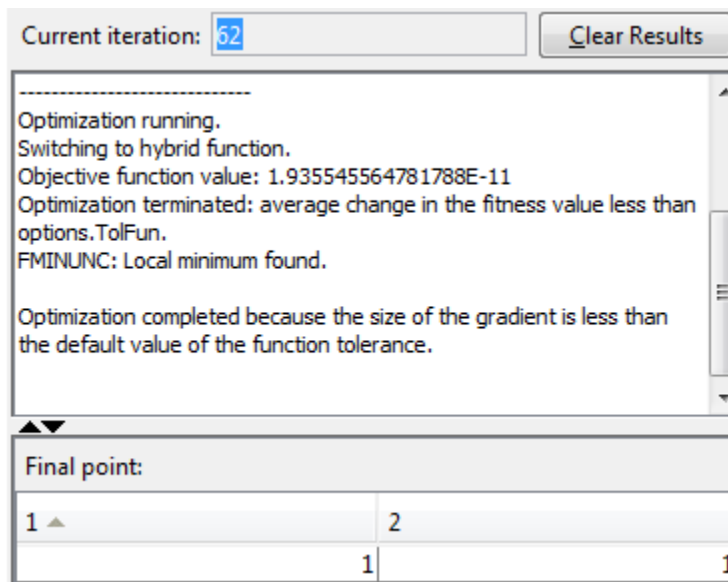 Current iteration: 62 Clear Results
------------------------------
Optimization running.
Switching to hybrid function.
Objective function value: 1.935545564781788E-11
Optimization terminated: average change in the fitness value less than
options.TolFun.
FMINUNC: Local minimum found.
Optimization completed because the size of the gradient is less than
the default value of the function tolerance.
Final point:
1 2
1 1